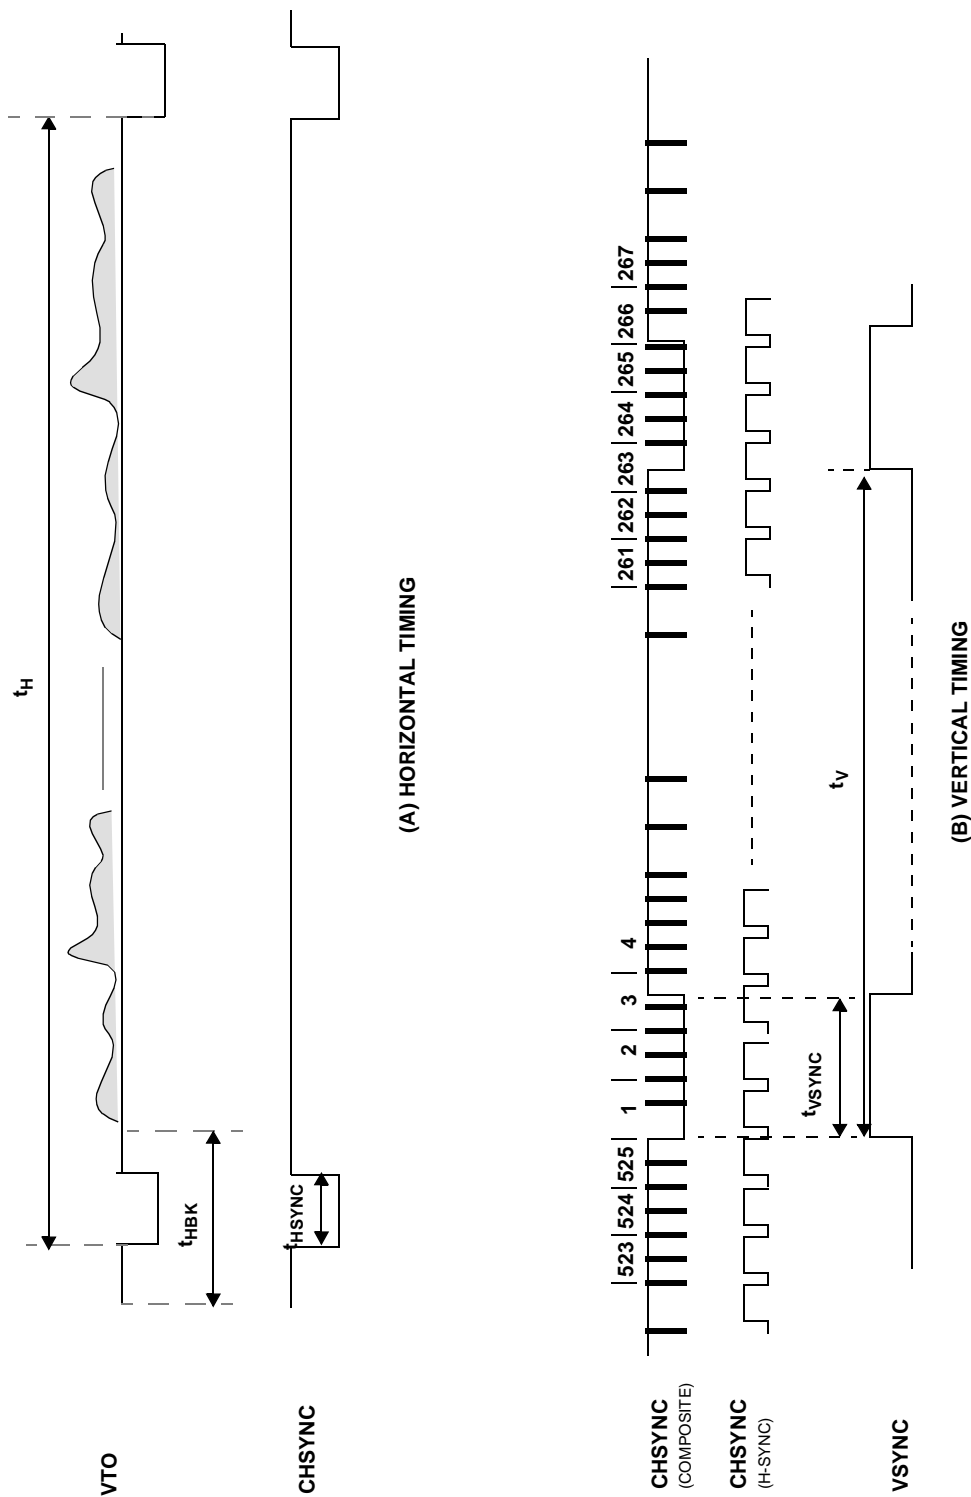 tH
VTO
tHBK
CHSYNC
tHSYNC
(A) HORIZONTAL TIMING
523 524 525 1 2 3 4 261 262 263 264 265 266 267
CHSYNC
(COMPOSITE)
CHSYNC
(H-SYNC)
tVSYNC
tV
VSYNC
(B) VERTICAL TIMING